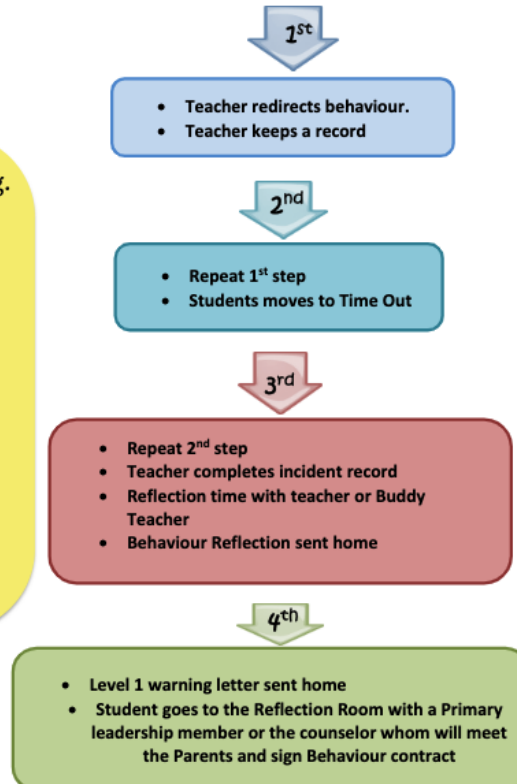 1st
• Teacher redirects behaviour.
• Teacher keeps a record
g.
2nd
• Repeat 1st step
• Students moves to Time Out
3rd
• Repeat 2nd step
• Teacher completes incident record
• Reflection time with teacher or Buddy
Teacher
• Behaviour Reflection sent home
4th
• Level 1 warning letter sent home
• Student goes to the Reflection Room with a Primary
leadership member or the counselor whom will meet
the Parents and sign Behaviour contract